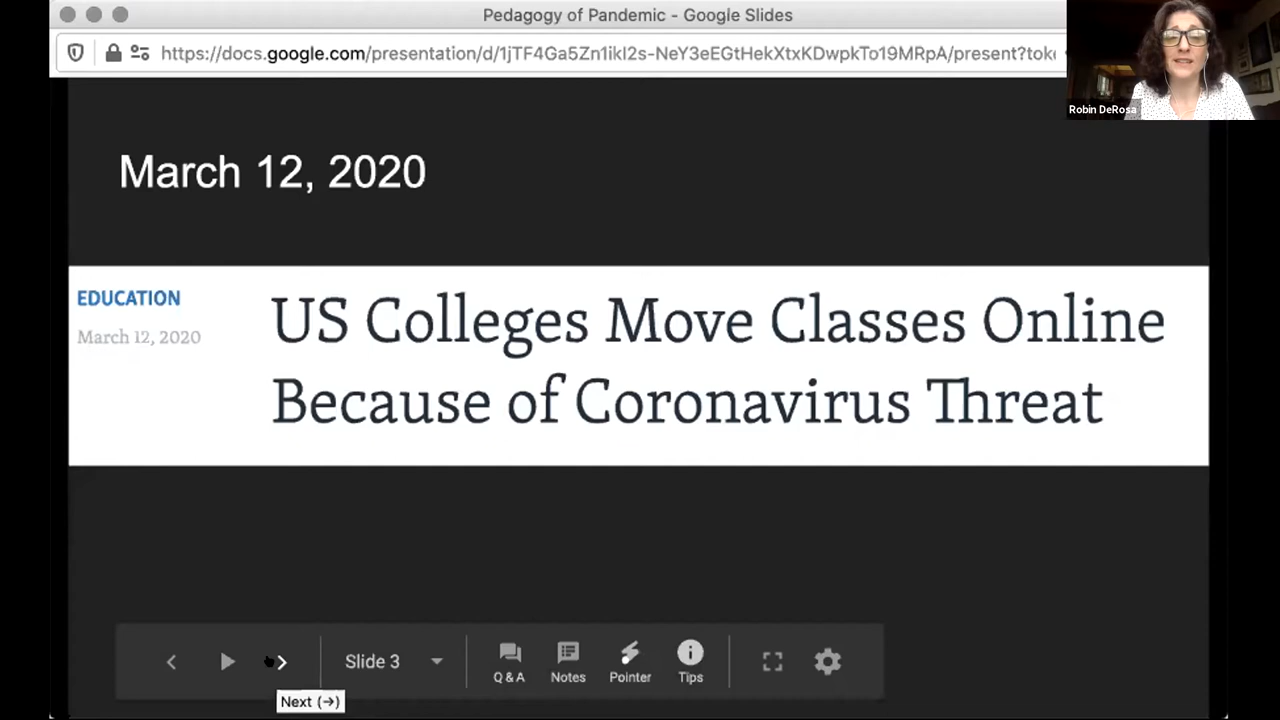 Pedagogy of Pandemic - Google Slides
https://docs.google.com/presentation/d/1jTF4Ga5Zn1ikI2s-NeY3eEGtHekXtxKDwpkTo19MRpA/present?toke
Robin DeRosa
March 12, 2020
EDUCATION
March 12, 2020
US Colleges Move Classes Online
Because of Coronavirus Threat
Slide 3
Q & A
Notes
Pointer
Tips
Next (→)